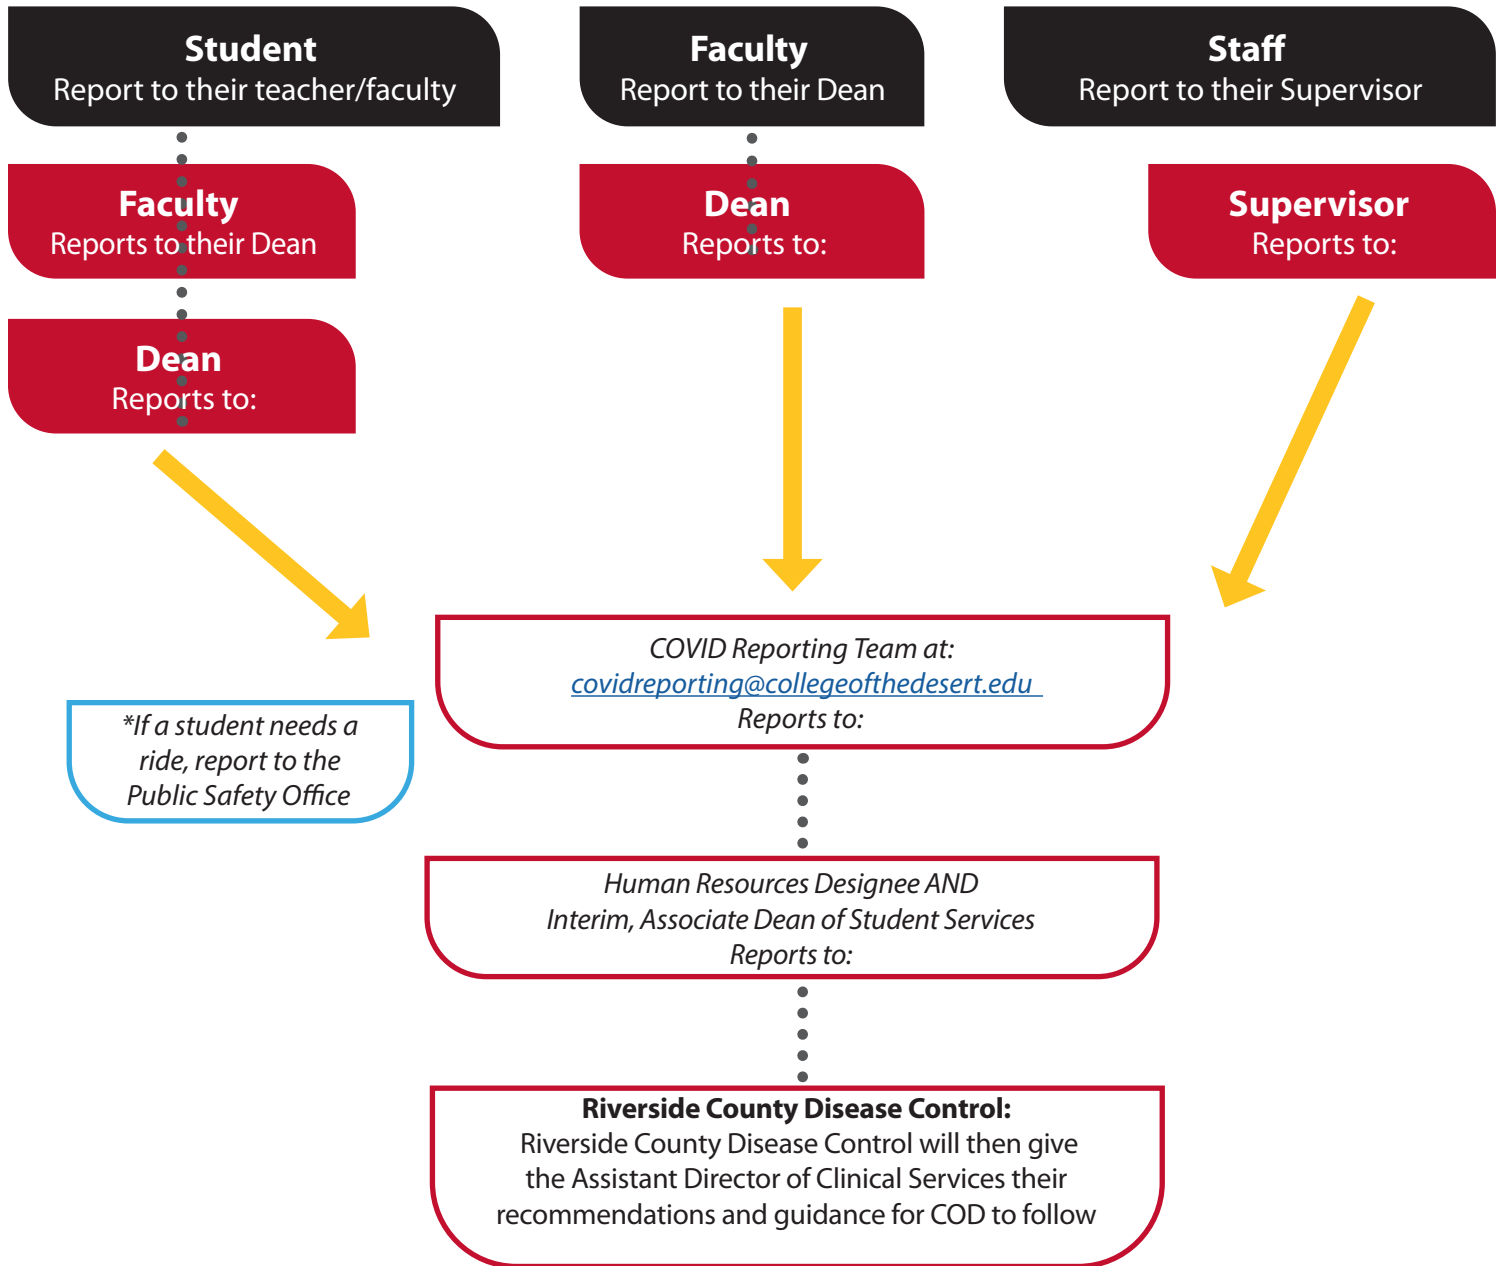 Student
Report to their teacher/faculty
Faculty
Report to their Dean
Staff
Report to their Supervisor
Faculty
Reports to their Dean
Dean
Reports to:
Supervisor
Reports to:
Dean
Reports to:
COVID Reporting Team at:
covidreporting@collegeofthedesert.edu
Reports to:
*If a student needs a
ride, report to the
Public Safety Office
Human Resources Designee AND
Interim, Associate Dean of Student Services
Reports to:
Riverside County Disease Control:
Riverside County Disease Control will then give
the Assistant Director of Clinical Services their
recommendations and guidance for COD to follow